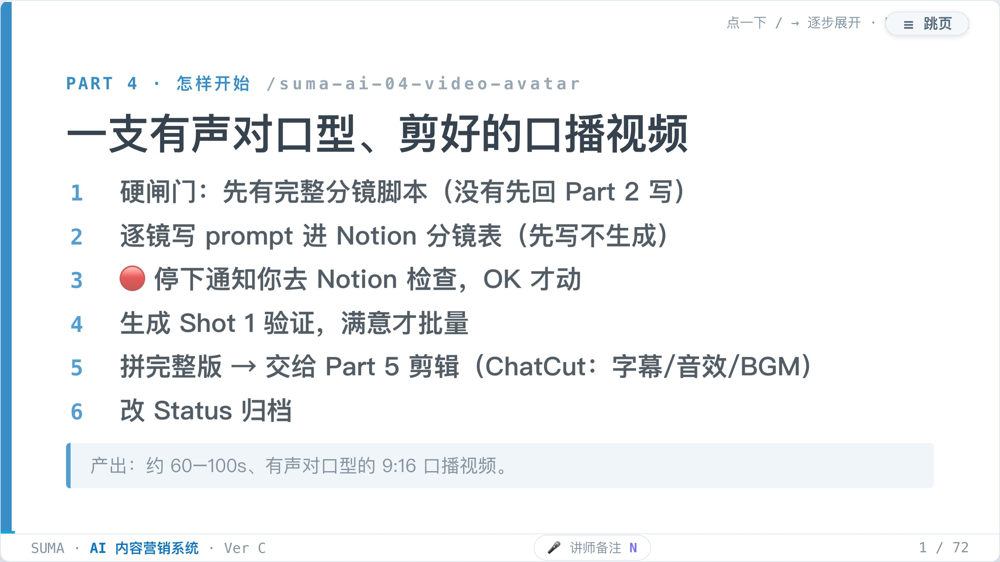 点一下 / → 逐步展开 ·
≡ 跳页
PART 4 · 怎样开始 /suma-ai-04-video-avatar
一支有声对口型、剪好的口播视频
1 硬闸门：先有完整分镜脚本（没有先回 Part 2 写）
2 逐镜写 prompt 进 Notion 分镜表（先写不生成）
3 🔴 停下通知你去 Notion 检查，OK 才动
4 生成 Shot 1 验证，满意才批量
5 拼完整版 → 交给 Part 5 剪辑（ChatCut：字幕/音效/BGM）
6 改 Status 归档
产出：约 60–100s、有声对口型的 9:16 口播视频。
SUMA · AI 内容营销系统 · Ver C
🎤 讲师备注 N
1 / 72